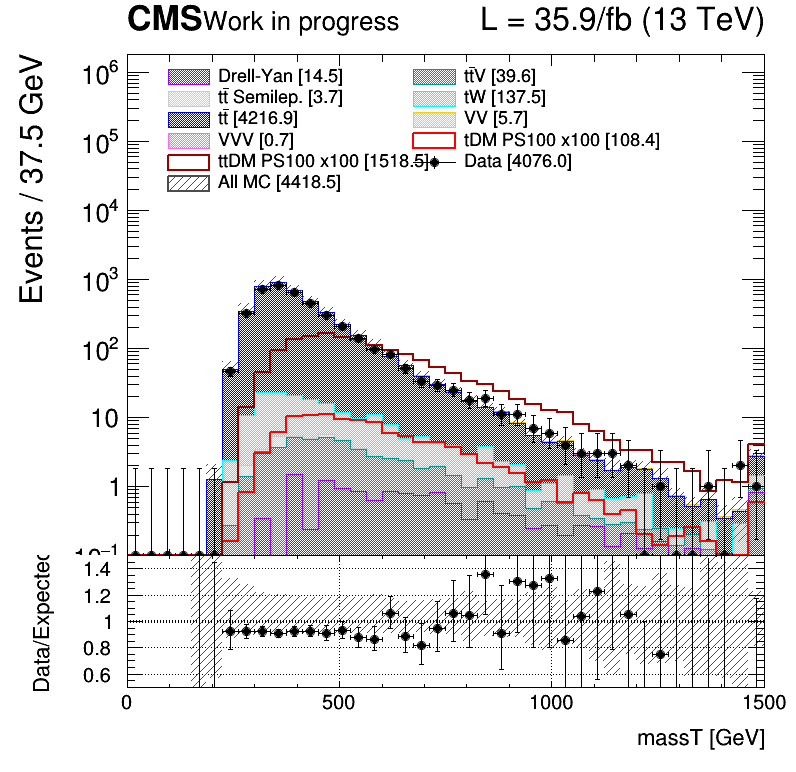 CMS Work in progress L = 35.9/fb (13 TeV)
Events / 37.5 GeV
10⁶
10⁵
10⁴
10³
10²
10
1
10⁻¹
Drell-Yan [14.5]
tt̄V [39.6]
tt̄ Semilep. [3.7]
tW [137.5]
tt̄ [4216.9]
VV [5.7]
VVV [0.7]
tDM PS100 x100 [108.4]
ttDM PS100 x100 [1518.5]
Data [4076.0]
All MC [4418.5]
Data/Expected
1.4
1.2
1
0.8
0.6
0 500 1000 1500
massT [GeV]